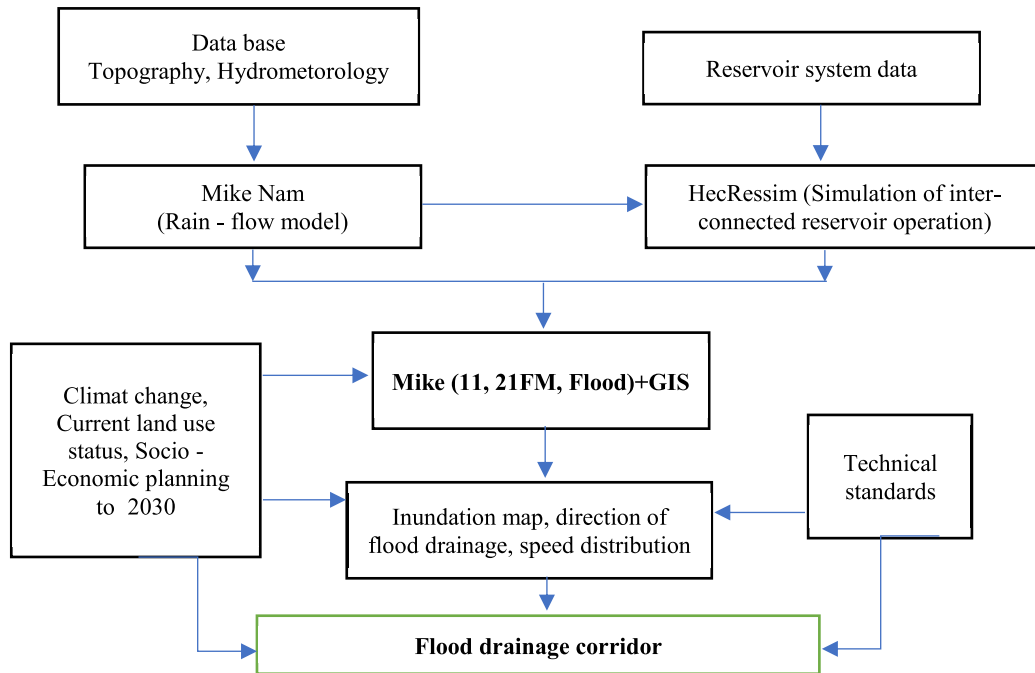 Data base
Topography, Hydrometorology
Reservoir system data
Mike Nam
(Rain - flow model)
HecRessim (Simulation of inter-
connected reservoir operation)
Mike (11, 21FM, Flood)+GIS
Climat change,
Current land use
status, Socio -
Economic planning
to 2030
Technical
standards
Inundation map, direction of
flood drainage, speed distribution
Flood drainage corridor